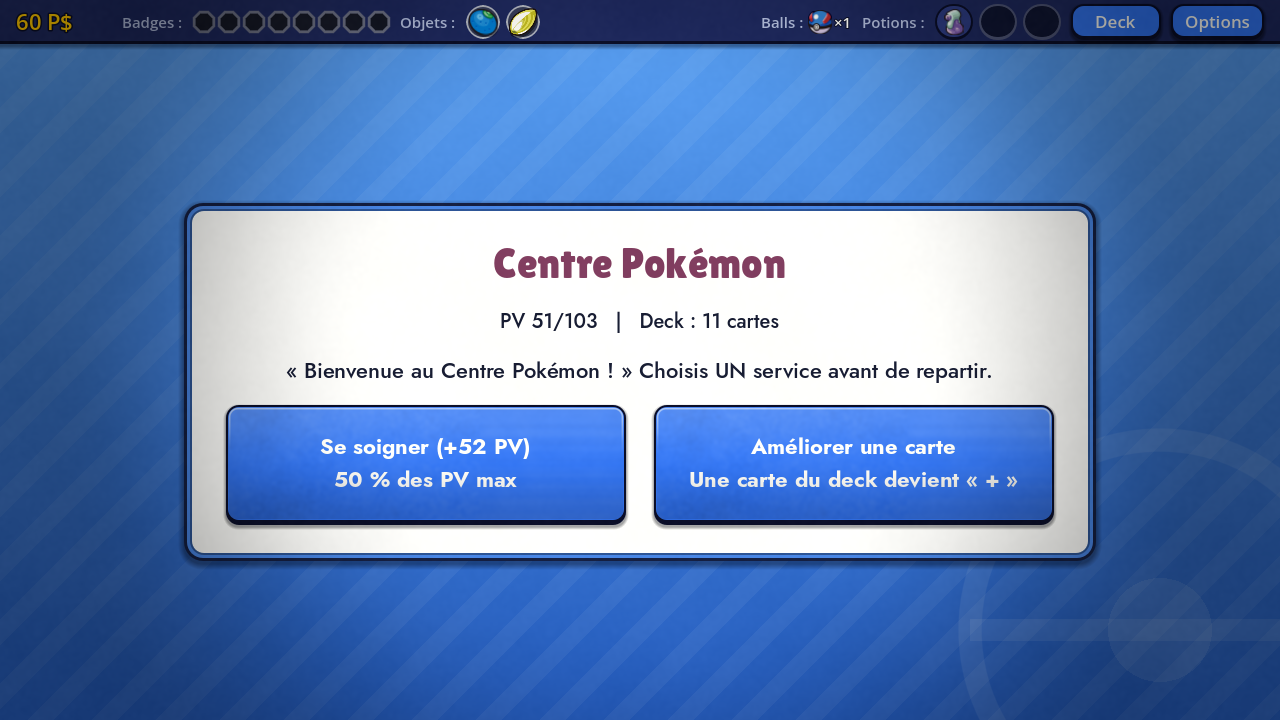 60 P$ Badges : Objets : Balls : ×1 Potions : Deck Options
Centre Pokémon
PV 51/103 | Deck : 11 cartes
« Bienvenue au Centre Pokémon ! » Choisis UN service avant de repartir.
Se soigner (+52 PV)
50 % des PV max
Améliorer une carte
Une carte du deck devient « + »